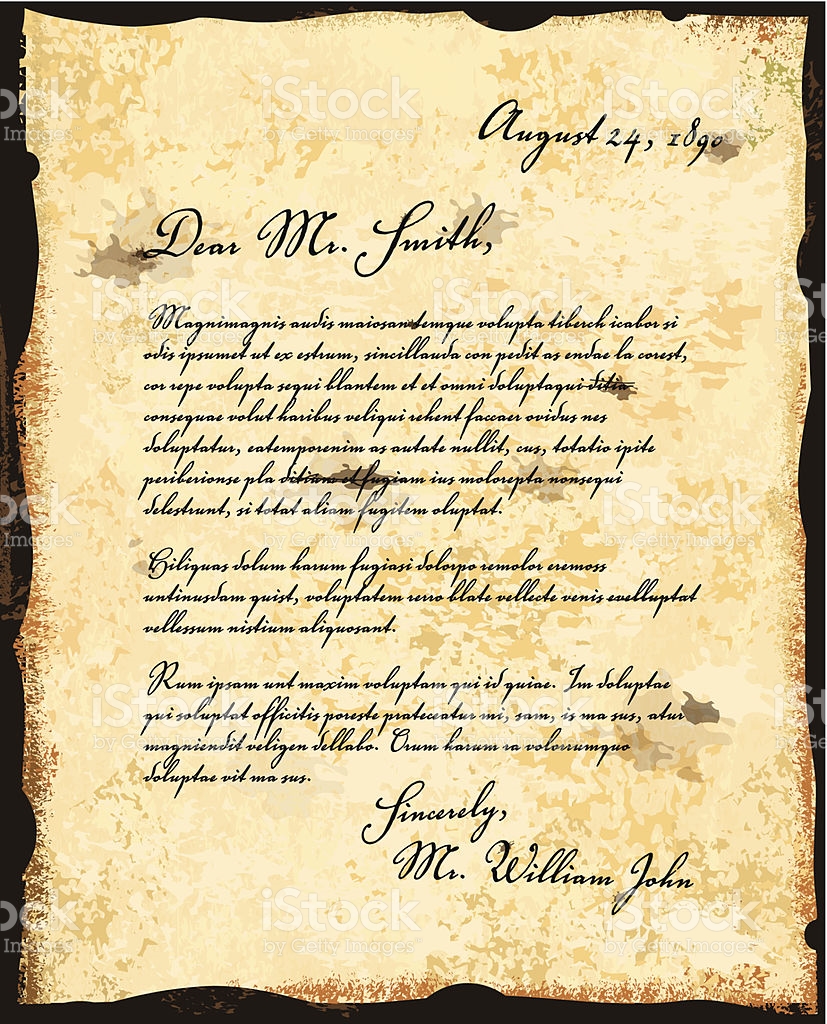 August 24, 1890
Dear Mr. Smith,
Magnimagnis audis maiosantemque volupta tiberch icabor si
odis ipsumet ut ex estrum, sincillauda con pedit as endae la corest,
cor repe volupta sequi blantem et et omni doluptaqui ditia
consequae volut haribus veliqui rehent faccaer ovidus nes
doluptatur, eatemporenim as autate nullit, cus, totatio ipite
periberionse pla ditiam et fugiam ius molorepta nonsequi
delestrunt, si totat aliam fugitem oluptat.
Hiliquas dolum harum fugiasi dolorpo remolor eremoss
untinusdam quist, voluptatem rerro blate vellecte venis evelluptat
vellessum nistium aliquosant.
Rum ipsam unt maxim voluptam qui id quiae. Im doluptae
qui soluptat officitis poreste prateceatur mi, sam, is ma sus, atur
magniendit veligen dellabo. Orum harum ra volorrumquo
doluptae vit ma sus.
Sincerely,
Mr. William John
iStock
by Getty Images